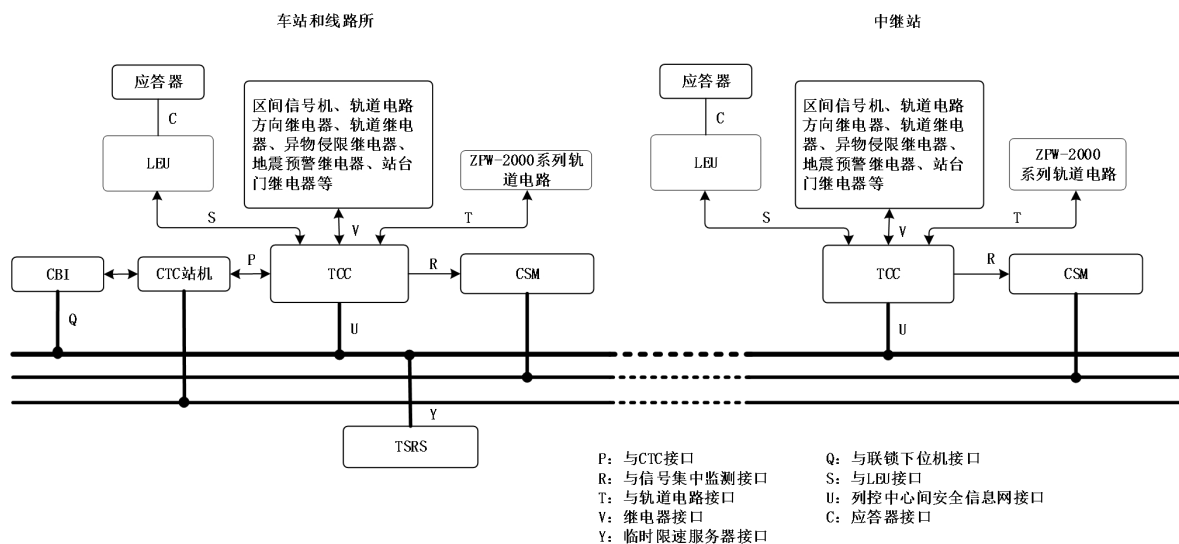 车站和线路所
中继站
应答器
C
LEU
区间信号机、轨道电路
方向继电器、轨道继电
器、异物侵限继电器、
地震预警继电器、站台
门继电器等
ZPW-2000系列轨
道电路
S
V
T
CBI
CTC站机
P
TCC
R
CSM
Q
U
Y
TSRS
应答器
C
LEU
区间信号机、轨道电路
方向继电器、轨道继电
器、异物侵限继电器、
地震预警继电器、站台
门继电器等
ZPW-2000
系列轨道电路
S
V
T
TCC
R
CSM
U
P: 与CTC接口
R: 与信号集中监测接口
T: 与轨道电路接口
V: 继电器接口
Y: 临时限速服务器接口
Q: 与联锁下位机接口
S: 与LEU接口
U: 列控中心间安全信息网接口
C: 应答器接口